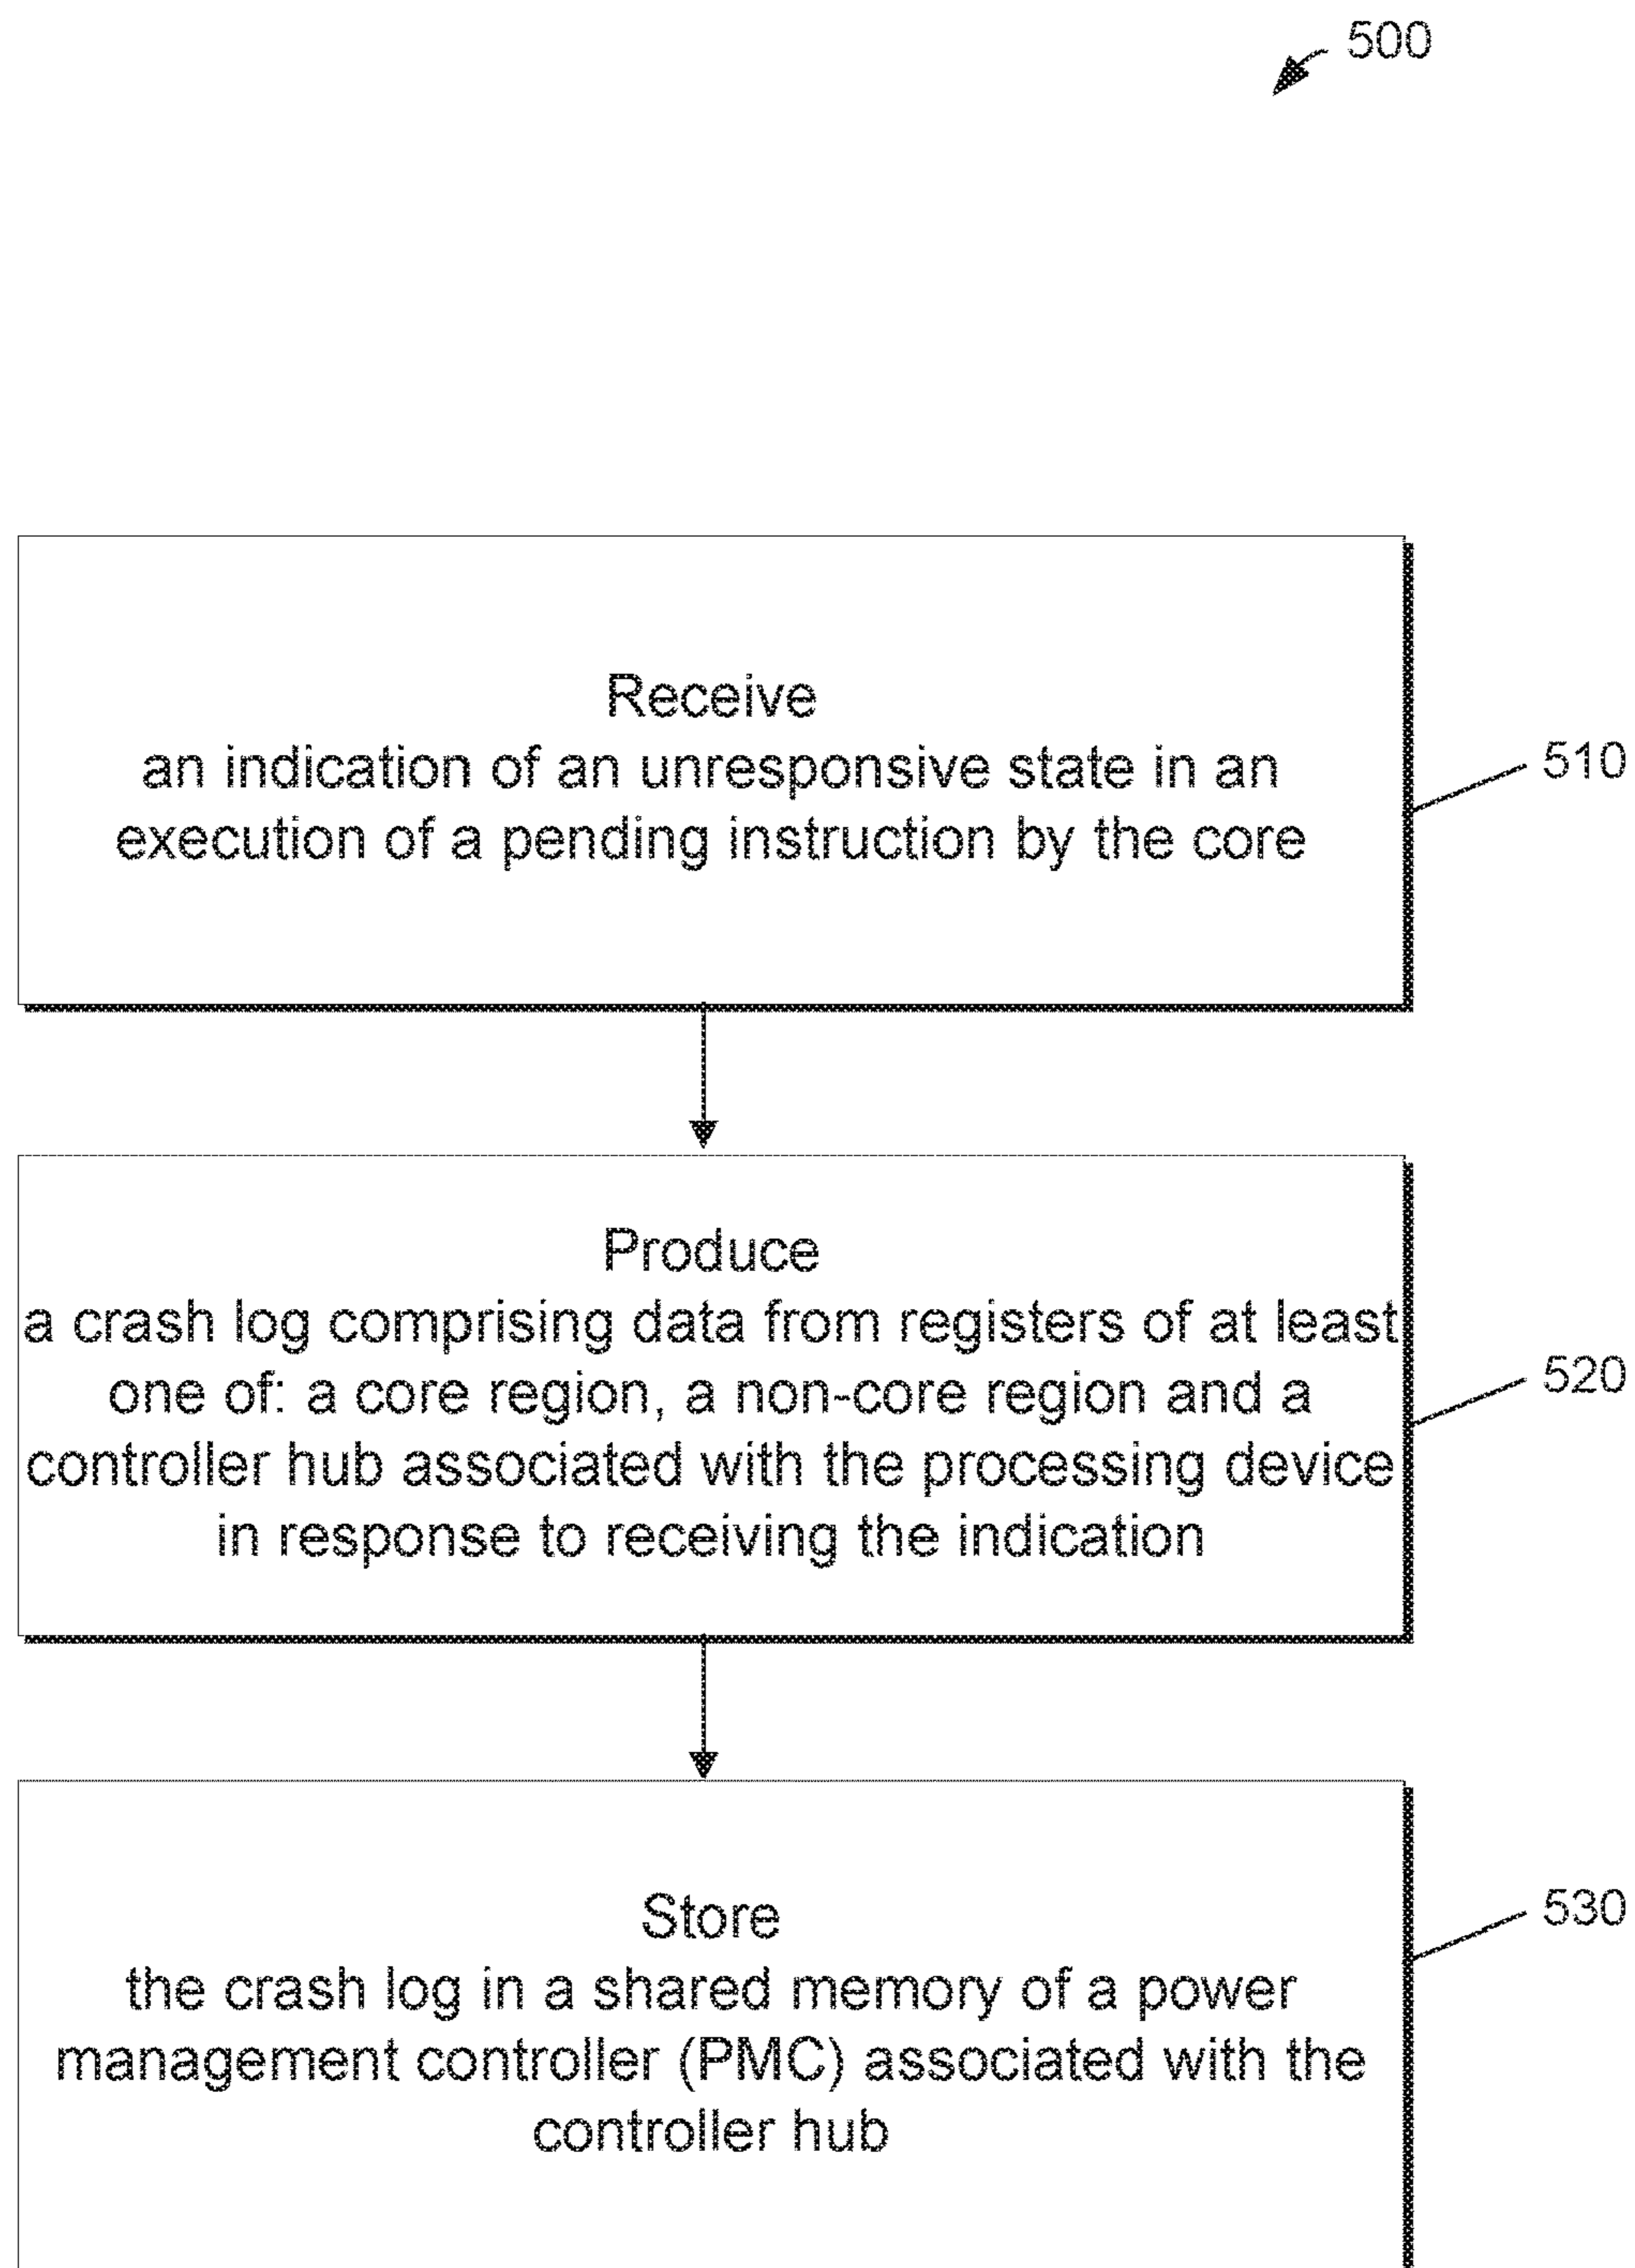 500
Receive
an indication of an unresponsive state in an
execution of a pending instruction by the core
510
Produce
a crash log comprising data from registers of at least
one of: a core region, a non-core region and a
controller hub associated with the processing device
in response to receiving the indication
520
Store
the crash log in a shared memory of a power
management controller (PMC) associated with the
controller hub
530